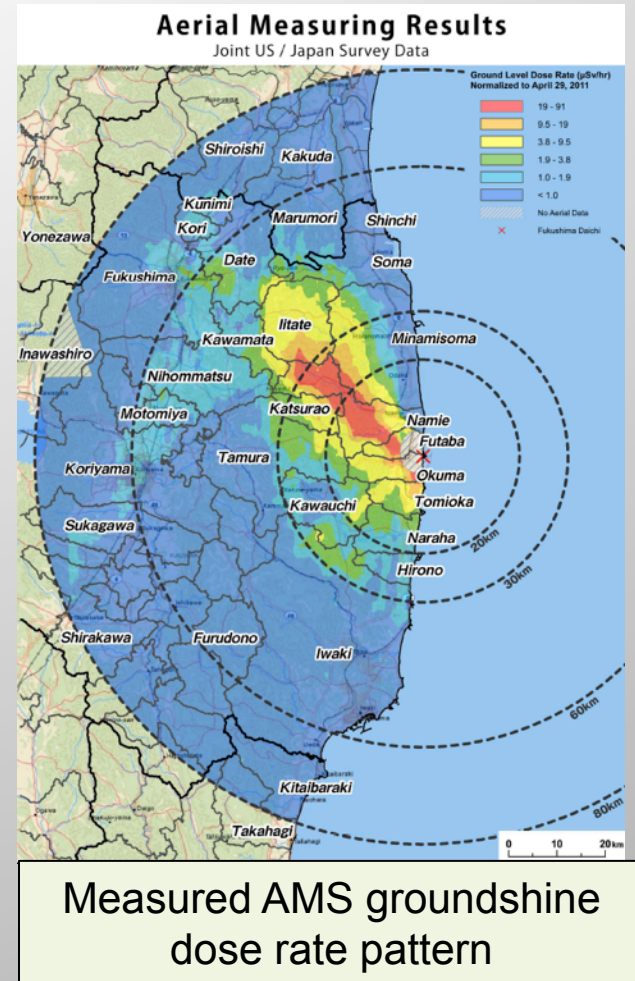 Aerial Measuring Results
Joint US / Japan Survey Data
Ground Level Dose Rate (µSv/hr)
Normalized to April 29, 2011
19 - 91
9.5 - 19
3.8 - 9.5
1.9 - 3.8
1.0 - 1.9
< 1.0
No Aerial Data
Fukushima Daiichi
Shiroishi
Kakuda
Kunimi
Marumori
Shinchi
Kori
Yonezawa
Soma
Date
Fukushima
Iitate
Minamisoma
Kawamata
Inawashiro
Nihommatsu
Katsurao
Motomiya
Namie
Futaba
Tamura
Koriyama
Okuma
Tomioka
Kawauchi
Sukagawa
Naraha
20km
Hirono
30km
Shirakawa
Furudono
Iwaki
60km
Kitaibaraki
80km
Takahagi
0 10 20 km
Measured AMS groundshine
dose rate pattern